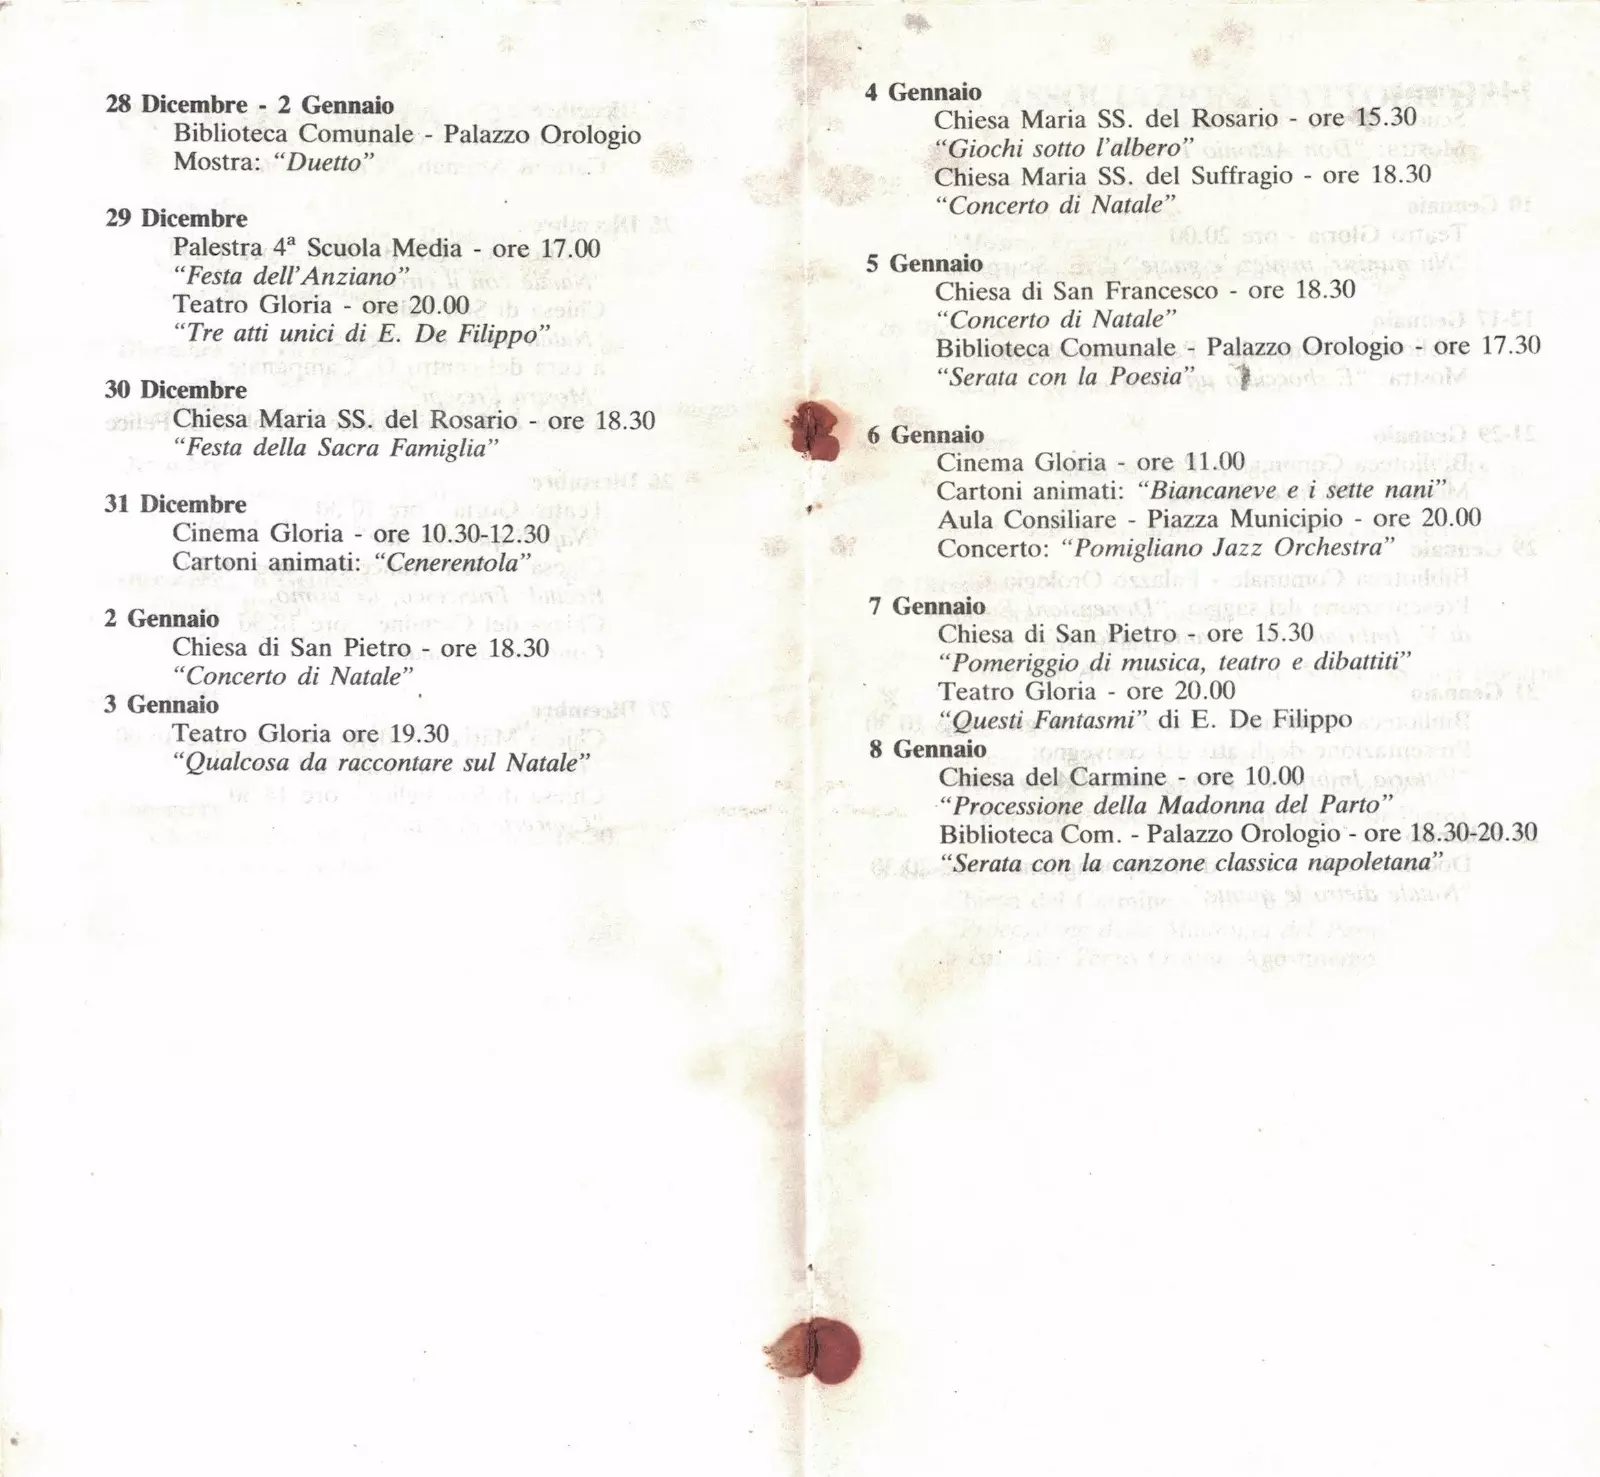 28 Dicembre - 2 Gennaio
Biblioteca Comunale - Palazzo Orologio
Mostra: “Duetto”
29 Dicembre
Palestra 4ª Scuola Media - ore 17.00
“Festa dell'Anziano”
Teatro Gloria - ore 20.00
“Tre atti unici di E. De Filippo”
30 Dicembre
Chiesa Maria SS. del Rosario - ore 18.30
“Festa della Sacra Famiglia”
31 Dicembre
Cinema Gloria - ore 10.30-12.30
Cartoni animati: “Cenerentola”
2 Gennaio
Chiesa di San Pietro - ore 18.30
“Concerto di Natale”
3 Gennaio
Teatro Gloria ore 19.30
“Qualcosa da raccontare sul Natale”
4 Gennaio
Chiesa Maria SS. del Rosario - ore 15.30
“Giochi sotto l'albero”
Chiesa Maria SS. del Suffragio - ore 18.30
“Concerto di Natale”
5 Gennaio
Chiesa di San Francesco - ore 18.30
“Concerto di Natale”
Biblioteca Comunale - Palazzo Orologio - ore 17.30
“Serata con la Poesia”
6 Gennaio
Cinema Gloria - ore 11.00
Cartoni animati: “Biancaneve e i sette nani”
Aula Consiliare - Piazza Municipio - ore 20.00
Concerto: “Pomigliano Jazz Orchestra”
7 Gennaio
Chiesa di San Pietro - ore 15.30
“Pomeriggio di musica, teatro e dibattiti”
Teatro Gloria - ore 20.00
“Questi Fantasmi” di E. De Filippo
8 Gennaio
Chiesa del Carmine - ore 10.00
“Processione della Madonna del Parto”
Biblioteca Com. - Palazzo Orologio - ore 18.30-20.30
“Serata con la canzone classica napoletana”